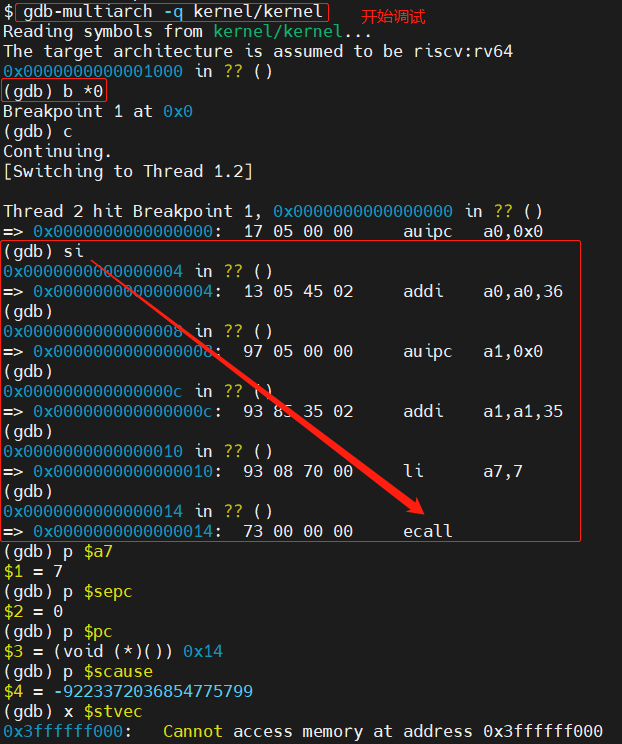 $ gdb-multiarch -q kernel/kernel 开始调试
Reading symbols from kernel/kernel...
The target architecture is assumed to be riscv:rv64
0x0000000000001000 in ?? ()
(gdb) b *0
Breakpoint 1 at 0x0
(gdb) c
Continuing.
[Switching to Thread 1.2]
Thread 2 hit Breakpoint 1, 0x0000000000000000 in ?? ()
=> 0x0000000000000000: 17 05 00 00 auipc a0,0x0
(gdb) si
0x0000000000000004 in ?? ()
=> 0x0000000000000004: 13 05 45 02 addi a0,a0,36
(gdb)
0x0000000000000008 in ?? ()
=> 0x0000000000000008: 97 05 00 00 auipc a1,0x0
(gdb)
0x000000000000000c in ?? ()
=> 0x000000000000000c: 93 85 35 02 addi a1,a1,35
(gdb)
0x0000000000000010 in ?? ()
=> 0x0000000000000010: 93 08 70 00 li a7,7
(gdb)
0x0000000000000014 in ?? ()
=> 0x0000000000000014: 73 00 00 00 ecall
(gdb) p $a7
$1 = 7
(gdb) p $sepc
$2 = 0
(gdb) p $pc
$3 = (void (*)()) 0x14
(gdb) p $scause
$4 = -9223372036854775799
(gdb) x $stvec
0x3ffffff000: Cannot access memory at address 0x3ffffff000